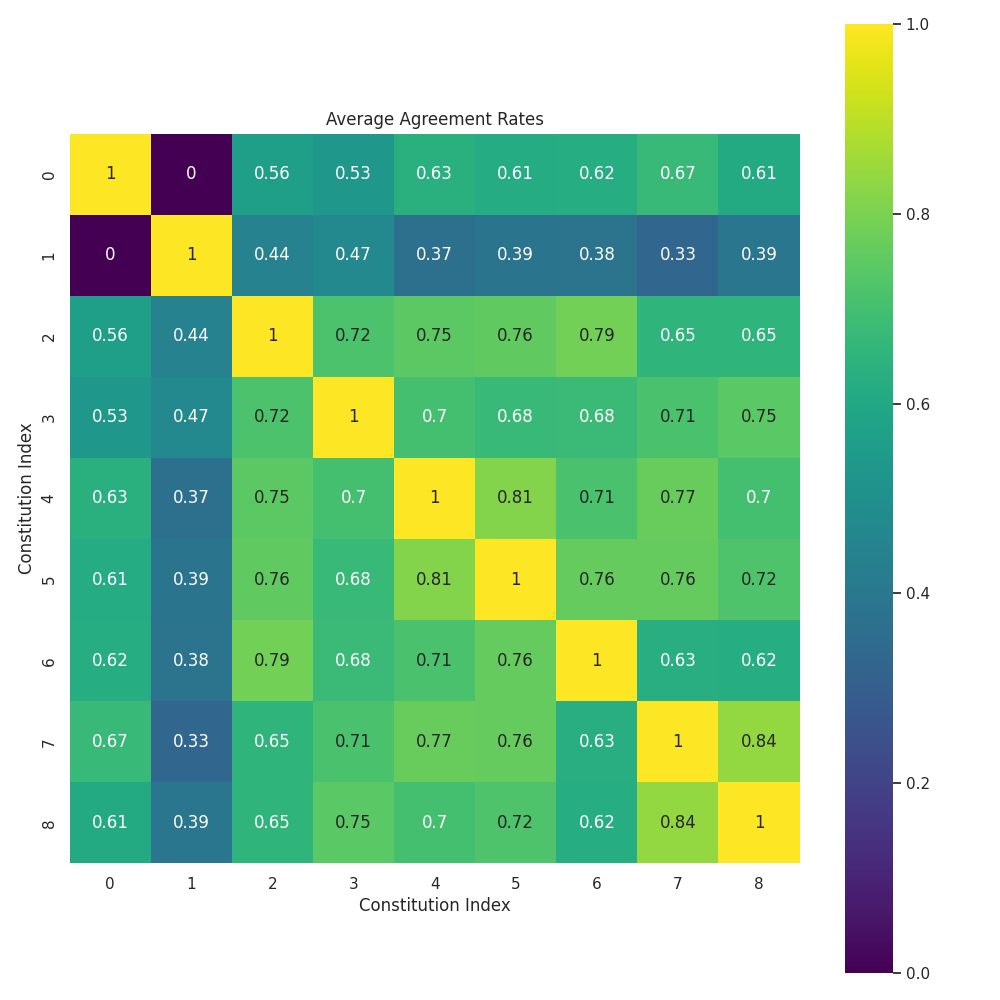 Average Agreement Rates
1 0 0.56 0.53 0.63 0.61 0.62 0.67 0.61
0 1 0.44 0.47 0.37 0.39 0.38 0.33 0.39
0.56 0.44 1 0.72 0.75 0.76 0.79 0.65 0.65
0.53 0.47 0.72 1 0.7 0.68 0.68 0.71 0.75
0.63 0.37 0.75 0.7 1 0.81 0.71 0.77 0.7
0.61 0.39 0.76 0.68 0.81 1 0.76 0.76 0.72
0.62 0.38 0.79 0.68 0.71 0.76 1 0.63 0.62
0.67 0.33 0.65 0.71 0.77 0.76 0.63 1 0.84
0.61 0.39 0.65 0.75 0.7 0.72 0.62 0.84 1
0 1 2 3 4 5 6 7 8
Constitution Index
0
1
2
3
4
5
6
7
8
Constitution Index
1.0
0.8
0.6
0.4
0.2
0.0